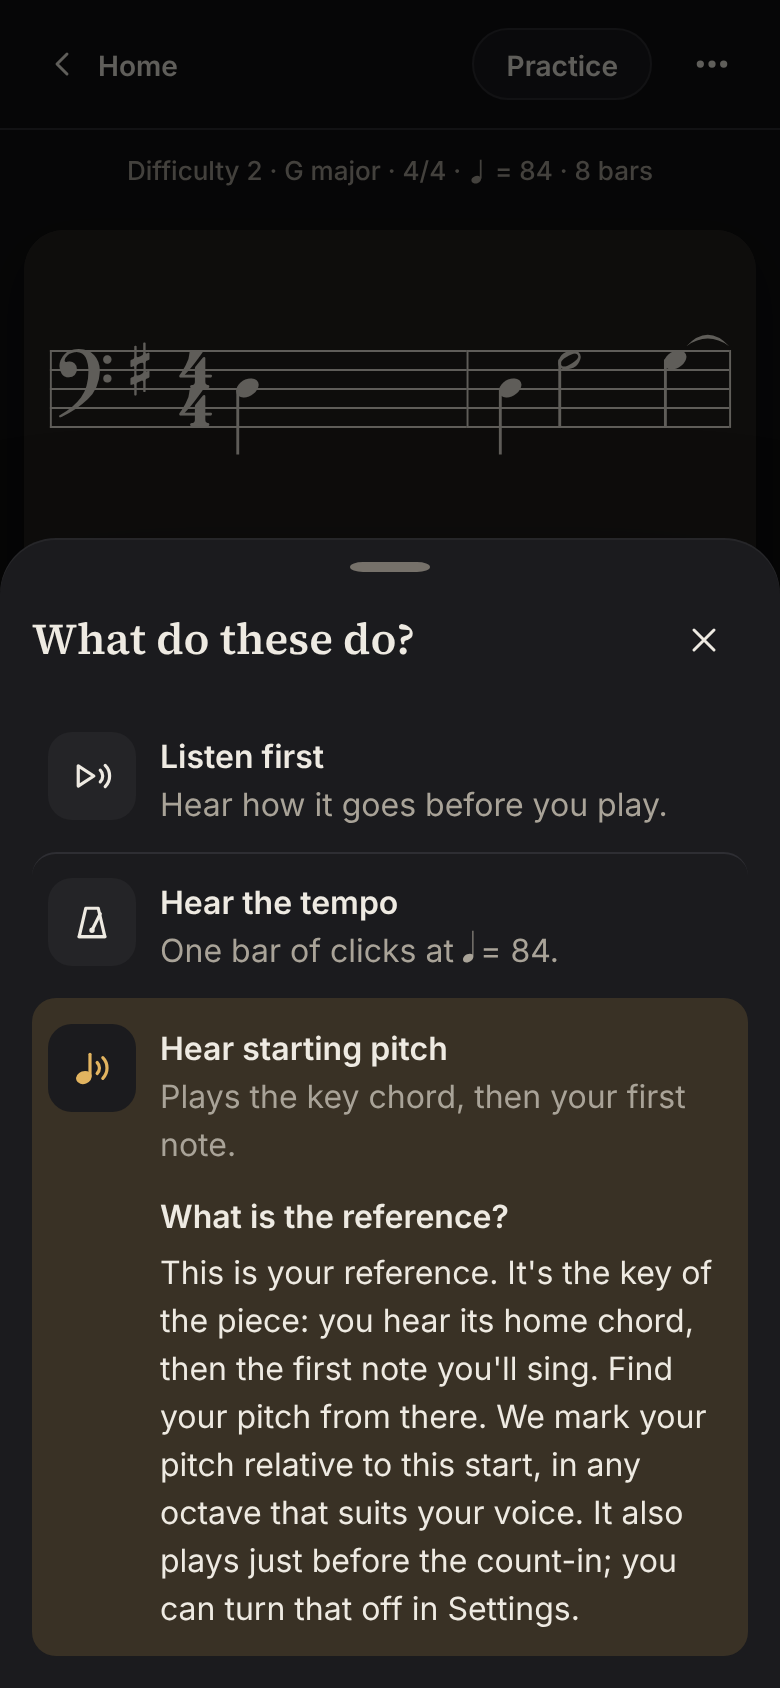 Home
Practice
Difficulty 2 · G major · 4/4 · ♩ = 84 · 8 bars
4
4
What do these do?
Listen first
Hear how it goes before you play.
Hear the tempo
One bar of clicks at ♩ = 84.
Hear starting pitch
Plays the key chord, then your first
note.
What is the reference?
This is your reference. It's the key of
the piece: you hear its home chord,
then the first note you'll sing. Find
your pitch from there. We mark your
pitch relative to this start, in any
octave that suits your voice. It also
plays just before the count-in; you
can turn that off in Settings.